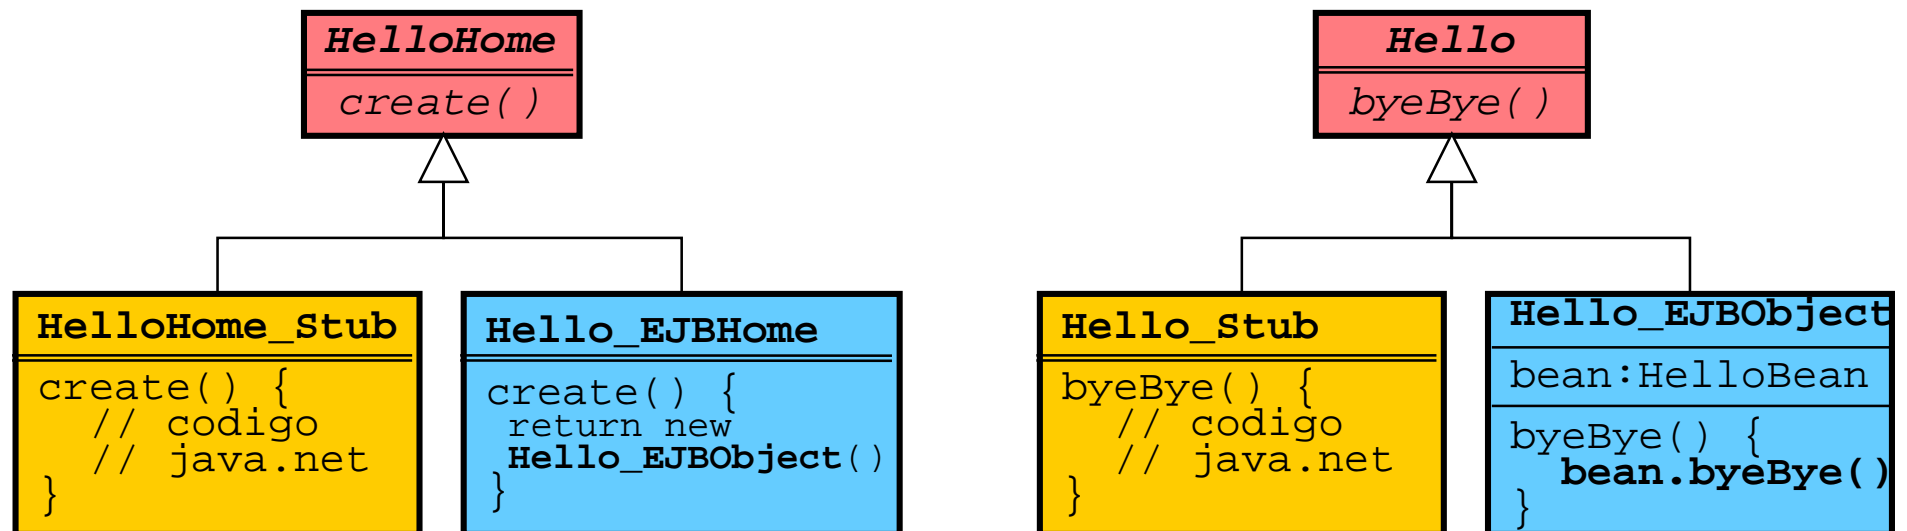 HelloHome
create()
HelloHome_Stub
create() {
// codigo
// java.net
}
Hello_EJBHome
create() {
return new
Hello_EJBObject()
}
Hello
byeBye()
Hello_Stub
byeBye() {
// codigo
// java.net
}
Hello_EJBObject
bean:HelloBean
byeBye() {
bean.byeBye()
}